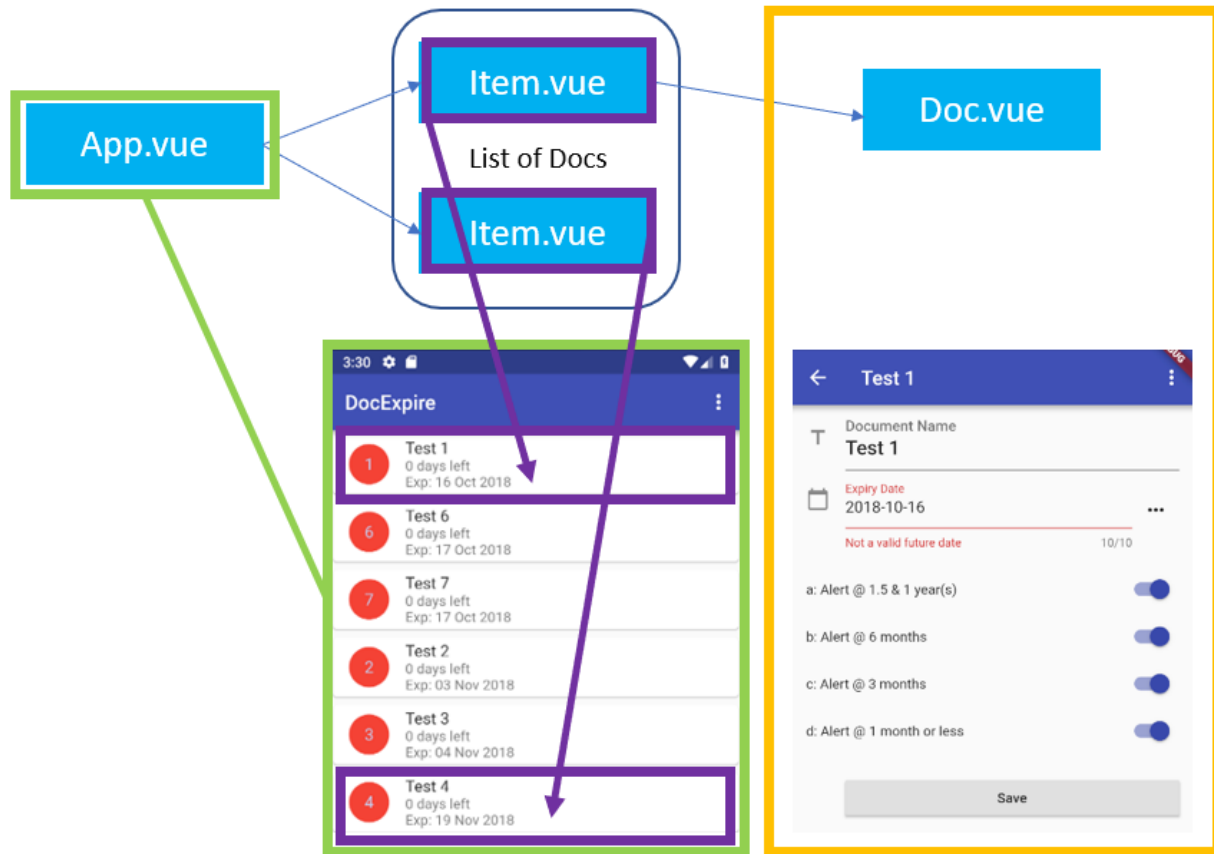 App.vue
Item.vue
List of Docs
Item.vue
Doc.vue
3:30
DocExpire
1
Test 1
0 days left
Exp: 16 Oct 2018
6
Test 6
0 days left
Exp: 17 Oct 2018
7
Test 7
0 days left
Exp: 17 Oct 2018
2
Test 2
0 days left
Exp: 03 Nov 2018
3
Test 3
0 days left
Exp: 04 Nov 2018
4
Test 4
0 days left
Exp: 19 Nov 2018
Test 1
Document Name
Test 1
Expiry Date
2018-10-16
Not a valid future date 10/10
a: Alert @ 1.5 & 1 year(s)
b: Alert @ 6 months
c: Alert @ 3 months
d: Alert @ 1 month or less
Save